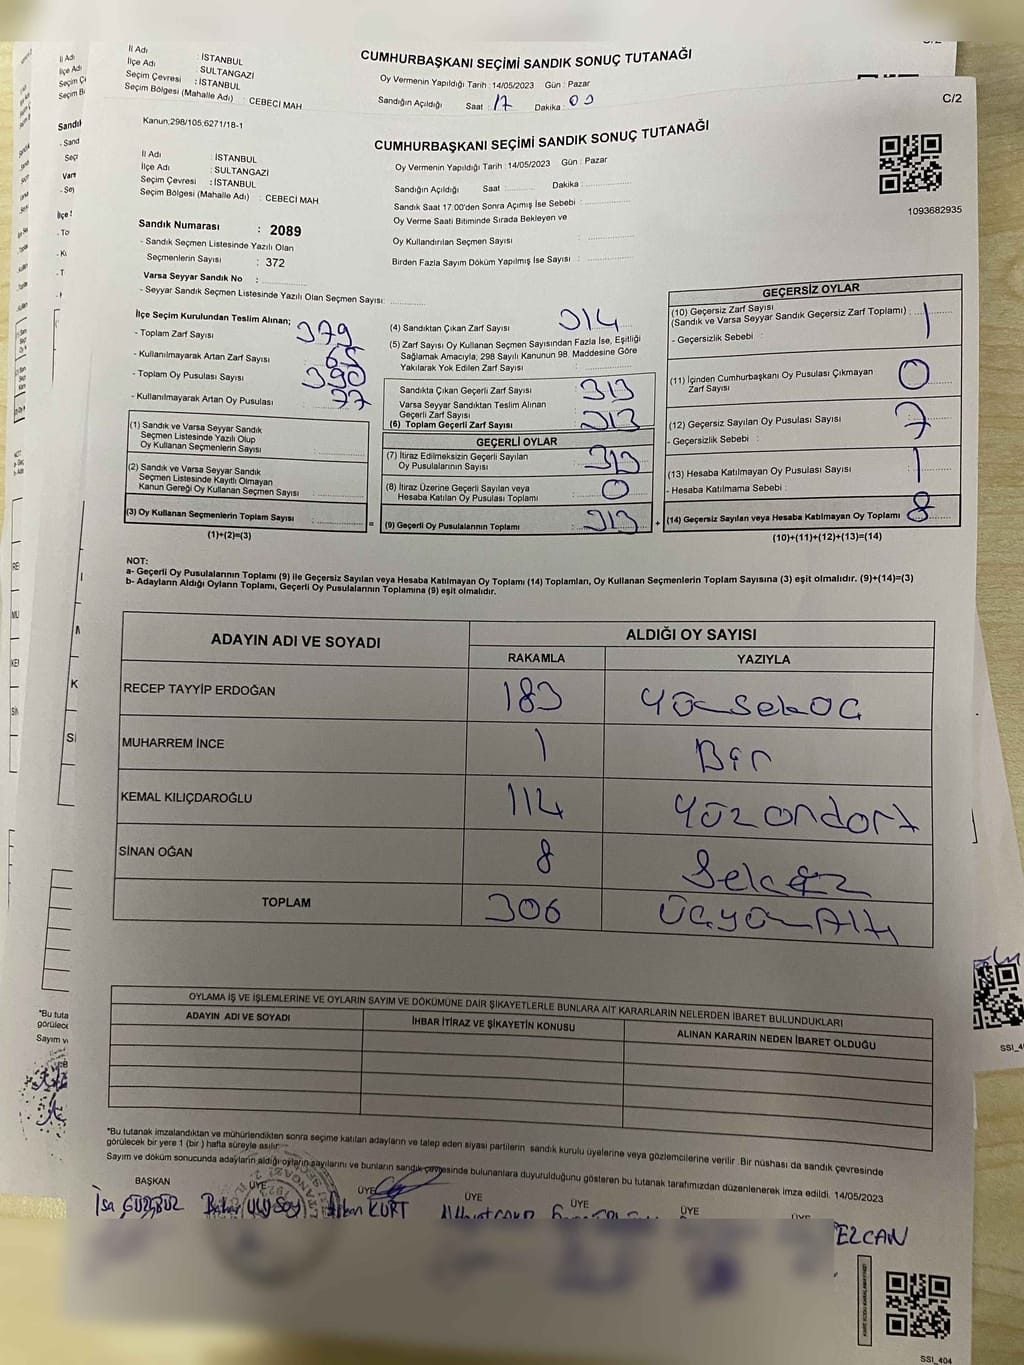 İl Adı : İSTANBUL
İlçe Adı : SULTANGAZİ
Seçim Çevresi : İSTANBUL
Seçim Bölgesi (Mahalle Adı) : CEBECİ MAH
CUMHURBAŞKANI SEÇİMİ SANDIK SONUÇ TUTANAĞI
Oy Vermenin Yapıldığı Tarih : 14/05/2023 Gün : Pazar
Sandığın Açıldığı Saat : 17 Dakika : 00
C/2
Kanun,298/105,6271/18-1
CUMHURBAŞKANI SEÇİMİ SANDIK SONUÇ TUTANAĞI
İl Adı : İSTANBUL
İlçe Adı : SULTANGAZİ
Seçim Çevresi : İSTANBUL
Seçim Bölgesi (Mahalle Adı) : CEBECİ MAH
Oy Vermenin Yapıldığı Tarih : 14/05/2023 Gün : Pazar
Sandığın Açıldığı Saat : Dakika :
Sandık Saat 17:00'den Sonra Açımış İse Sebebi :
Oy Verme Saati Bitiminde Sırada Bekleyen ve
Oy Kullandırılan Seçmen Sayısı :
Birden Fazla Sayım Döküm Yapılmış İse Sayısı :
1093682935
Sandık Numarası : 2089
- Sandık Seçmen Listesinde Yazılı Olan
Seçmenlerin Sayısı : 372
Varsa Seyyar Sandık No :
- Seyyar Sandık Seçmen Listesinde Yazılı Olan Seçmen Sayısı:
İlçe Seçim Kurulundan Teslim Alınan;
- Toplam Zarf Sayısı : 379
- Kullanılmayarak Artan Zarf Sayısı : 65
- Toplam Oy Pusulası Sayısı : 390
- Kullanılmayarak Artan Oy Pusulası : 77
(1) Sandık ve Varsa Seyyar Sandık
Seçmen Listesinde Yazılı Olup
Oy Kullanan Seçmenlerin Sayısı :
(2) Sandık ve Varsa Seyyar Sandık
Seçmen Listesinde Kayıtlı Olmayan
Kanun Gereği Oy Kullanan Seçmen Sayısı :
(3) Oy Kullanan Seçmenlerin Toplam Sayısı : =
(1)+(2)=(3)
(4) Sandıktan Çıkan Zarf Sayısı : 314
(5) Zarf Sayısı Oy Kullanan Seçmen Sayısından Fazla İse, Eşitliği
Sağlamak Amacıyla, 298 Sayılı Kanunun 98. Maddesine Göre
Yakılarak Yok Edilen Zarf Sayısı :
Sandıkta Çıkan Geçerli Zarf Sayısı : 313
Varsa Seyyar Sandıktan Teslim Alınan
Geçerli Zarf Sayısı :
(6) Toplam Geçerli Zarf Sayısı : 313
GEÇERLİ OYLAR
(7) İtiraz Edilmeksizin Geçerli Sayılan
Oy Pusulalarının Sayısı : 313
(8) İtiraz Üzerine Geçerli Sayılan veya
Hesaba Katılan Oy Pusulası Toplamı : 0
(9) Geçerli Oy Pusulalarının Toplamı : 313 +
GEÇERSİZ OYLAR
(10) Geçersiz Zarf Sayısı
(Sandık ve Varsa Seyyar Sandık Geçersiz Zarf Toplamı) : 1
- Geçersizlik Sebebi :
(11) İçinden Cumhurbaşkanı Oy Pusulası Çıkmayan
Zarf Sayısı : 0
(12) Geçersiz Sayılan Oy Pusulası Sayısı : 7
- Geçersizlik Sebebi :
(13) Hesaba Katılmayan Oy Pusulası Sayısı : 1
- Hesaba Katılmama Sebebi :
(14) Geçersiz Sayılan veya Hesaba Katılmayan Oy Toplamı : 8
(10)+(11)+(12)+(13)=(14)
NOT:
a- Geçerli Oy Pusulalarının Toplamı (9) ile Geçersiz Sayılan veya Hesaba Katılmayan Oy Toplamı (14) Toplamları, Oy Kullanan Seçmenlerin Toplam Sayısına (3) eşit olmalıdır. (9)+(14)=(3)
b- Adayların Aldığı Oyların Toplamı, Geçerli Oy Pusulalarının Toplamına (9) eşit olmalıdır.
ADAYIN ADI VE SOYADI ALDIĞI OY SAYISI
RAKAMLA YAZIYLA
RECEP TAYYİP ERDOĞAN 183
MUHARREM İNCE 1 Bir
KEMAL KILIÇDAROĞLU 114 Yüzondort
SİNAN OĞAN 8 Sekiz
TOPLAM 306 Üçyüz Altı
OYLAMA İŞ VE İŞLEMLERİNE VE OYLARIN SAYIM VE DÖKÜMÜNE DAİR ŞİKAYETLERLE BUNLARA AİT KARARLARIN NELERDEN İBARET BULUNDUKLARI
ADAYIN ADI VE SOYADI İHBAR İTİRAZ VE ŞİKAYETİN KONUSU ALINAN KARARIN NEDEN İBARET OLDUĞU
*Bu tutanak imzalandıktan ve mühürlendikten sonra seçime katılan adayların ve talep eden siyasi partilerin sandık kurulu üyelerine veya gözlemcilerine verilir. Bir nüshası da sandık çevresinde
görülecek bir yere 1 (bir) hafta süreyle asılır.
Sayım ve döküm sonucunda adayların aldığı oyların sayılarını ve bunların sandık çevresinde bulunanlara duyurulduğunu gösteren bu tutanak tarafımızdan düzenlenerek imza edildi. 14/05/2023
BAŞKAN ÜYE ÜYE ÜYE ÜYE ÜYE ÜYE
İsa GÜZGÖZ Bahar ULUSOY KURT EZCAN
SSI_404